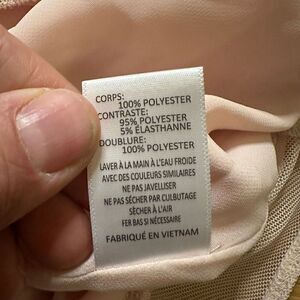 CORPS:
100% POLYESTER
CONTRASTE:
95% POLYESTER
5% ÉLASTHANNE
DOUBLURE:
100% POLYESTER
LAVER À LA MAIN À L'EAU FROIDE
AVEC DES COULEURS SIMILAIRES
NE PAS JAVELLISER
NE PAS SÉCHER PAR CULBUTAGE
SÉCHER À L'AIR
FER BAS SI NÉCESSAIRE
FABRIQUÉ EN VIETNAM